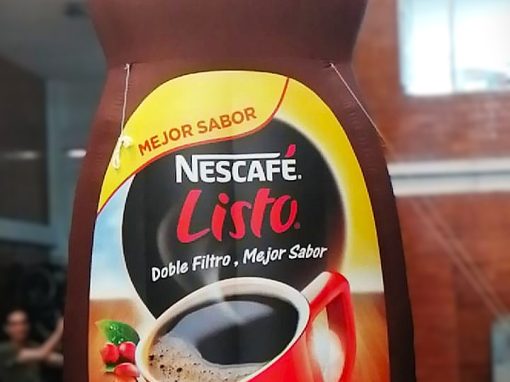 MEJOR SABOR
NESCAFÉ®
Listo®
Doble Filtro, Mejor Sabor